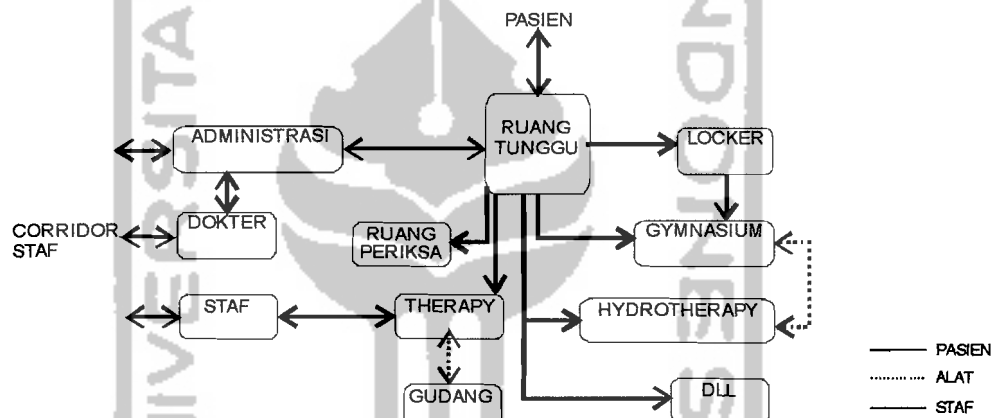 PASIEN
RUANG
TUNGGU
ADMINISTRASI
LOCKER
DOKTER
CORRIDOR
STAF
RUANG
PERIKSA
GYMNASIUM
STAF
THERAPY
HYDROTHERAPY
GUDANG
DLL
PASIEN
ALAT
STAF